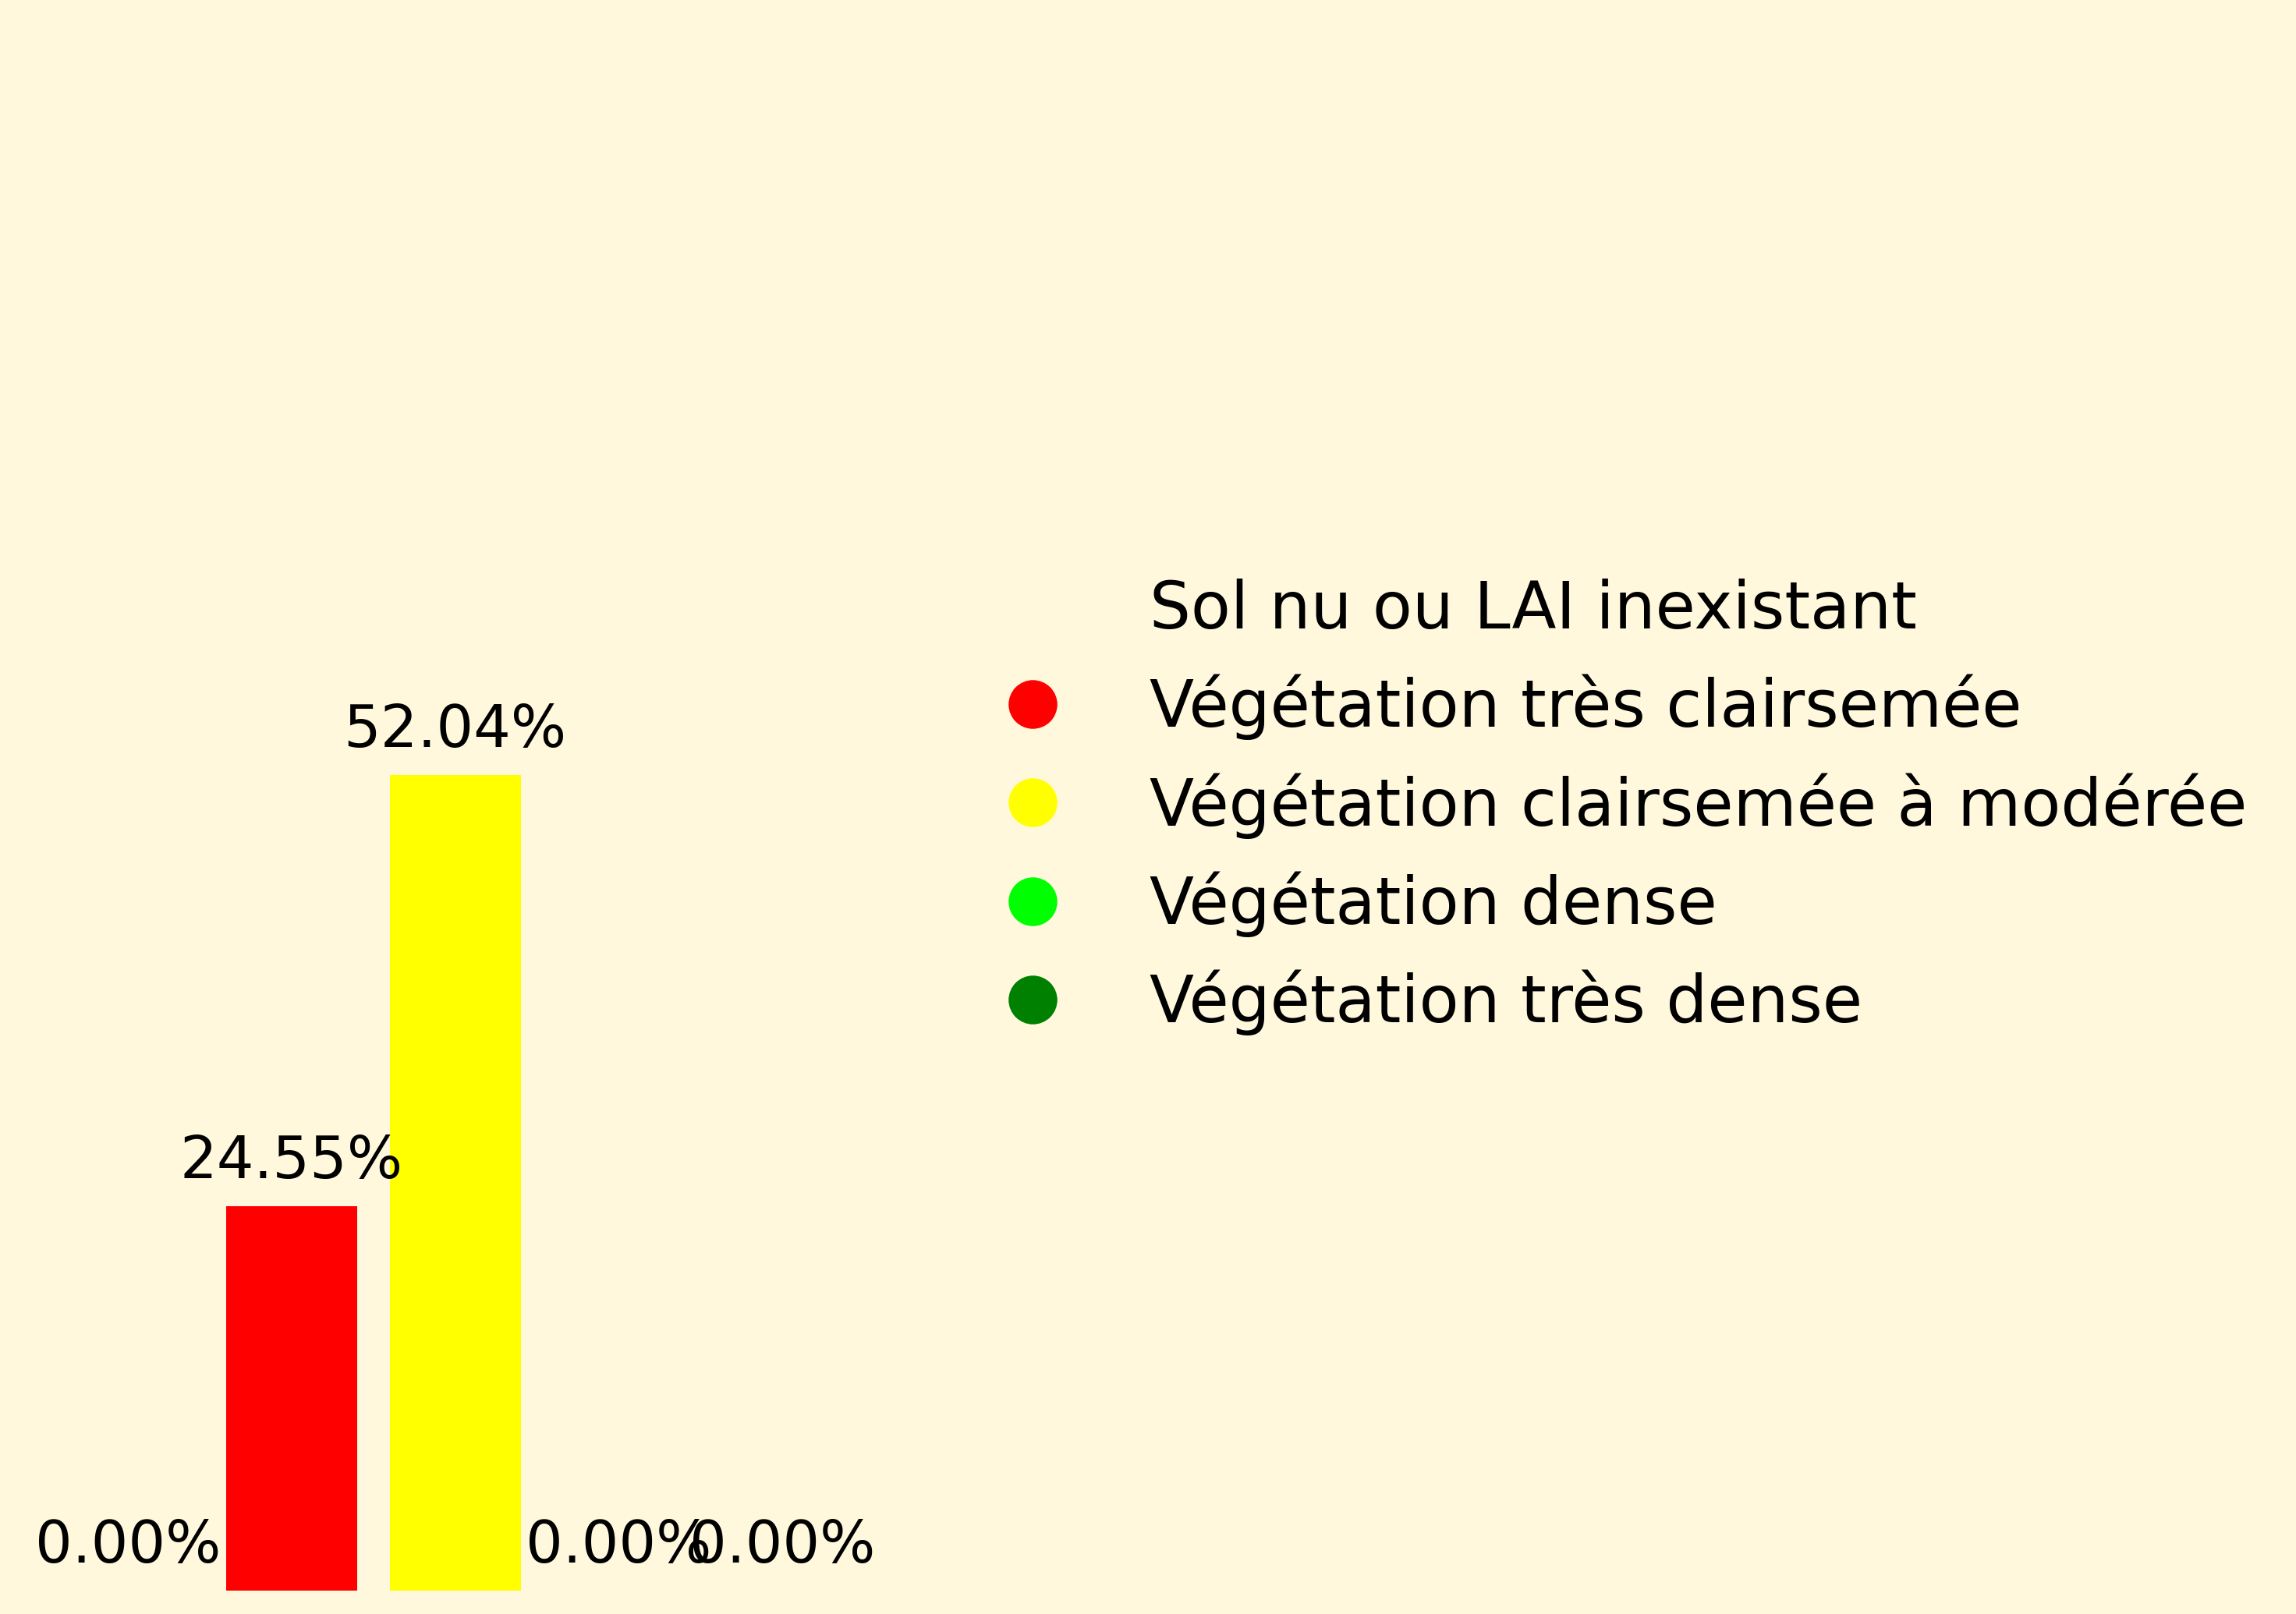 Sol nu ou LAI inexistant
Végétation très clairsemée
Végétation clairsemée à modérée
Végétation dense
Végétation très dense
52.04%
24.55%
0.00%
0.00%
0.00%